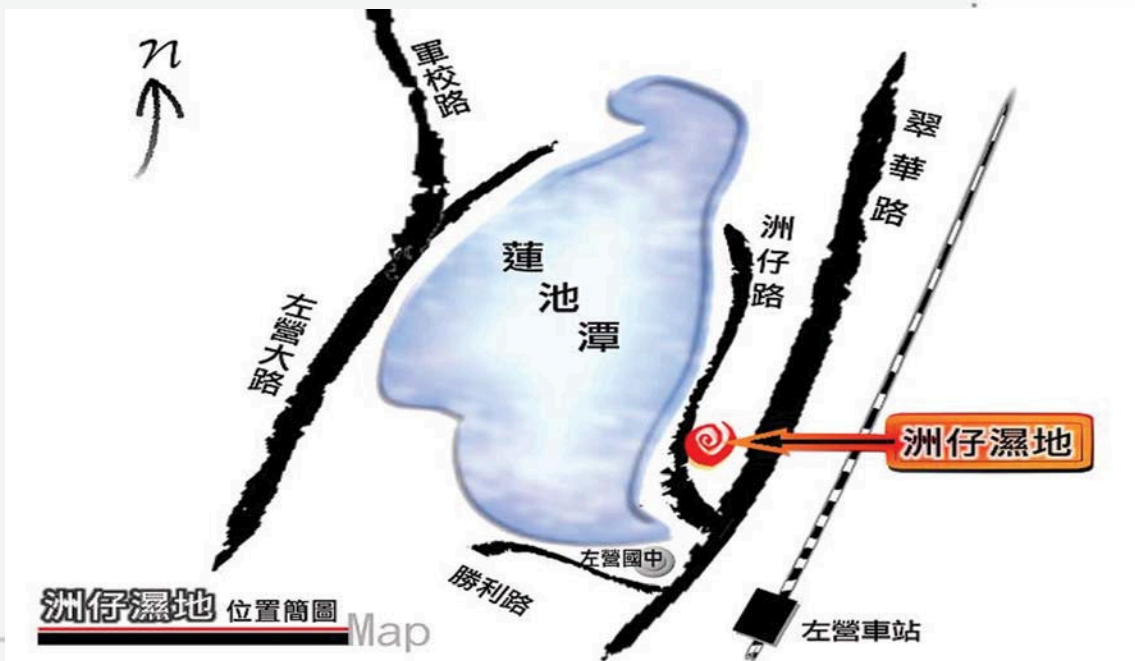 n
軍校路
翠華路
洲仔路
蓮池潭
左營大路
洲仔濕地
左營國中
勝利路
洲仔濕地 位置簡圖
Map
左營車站